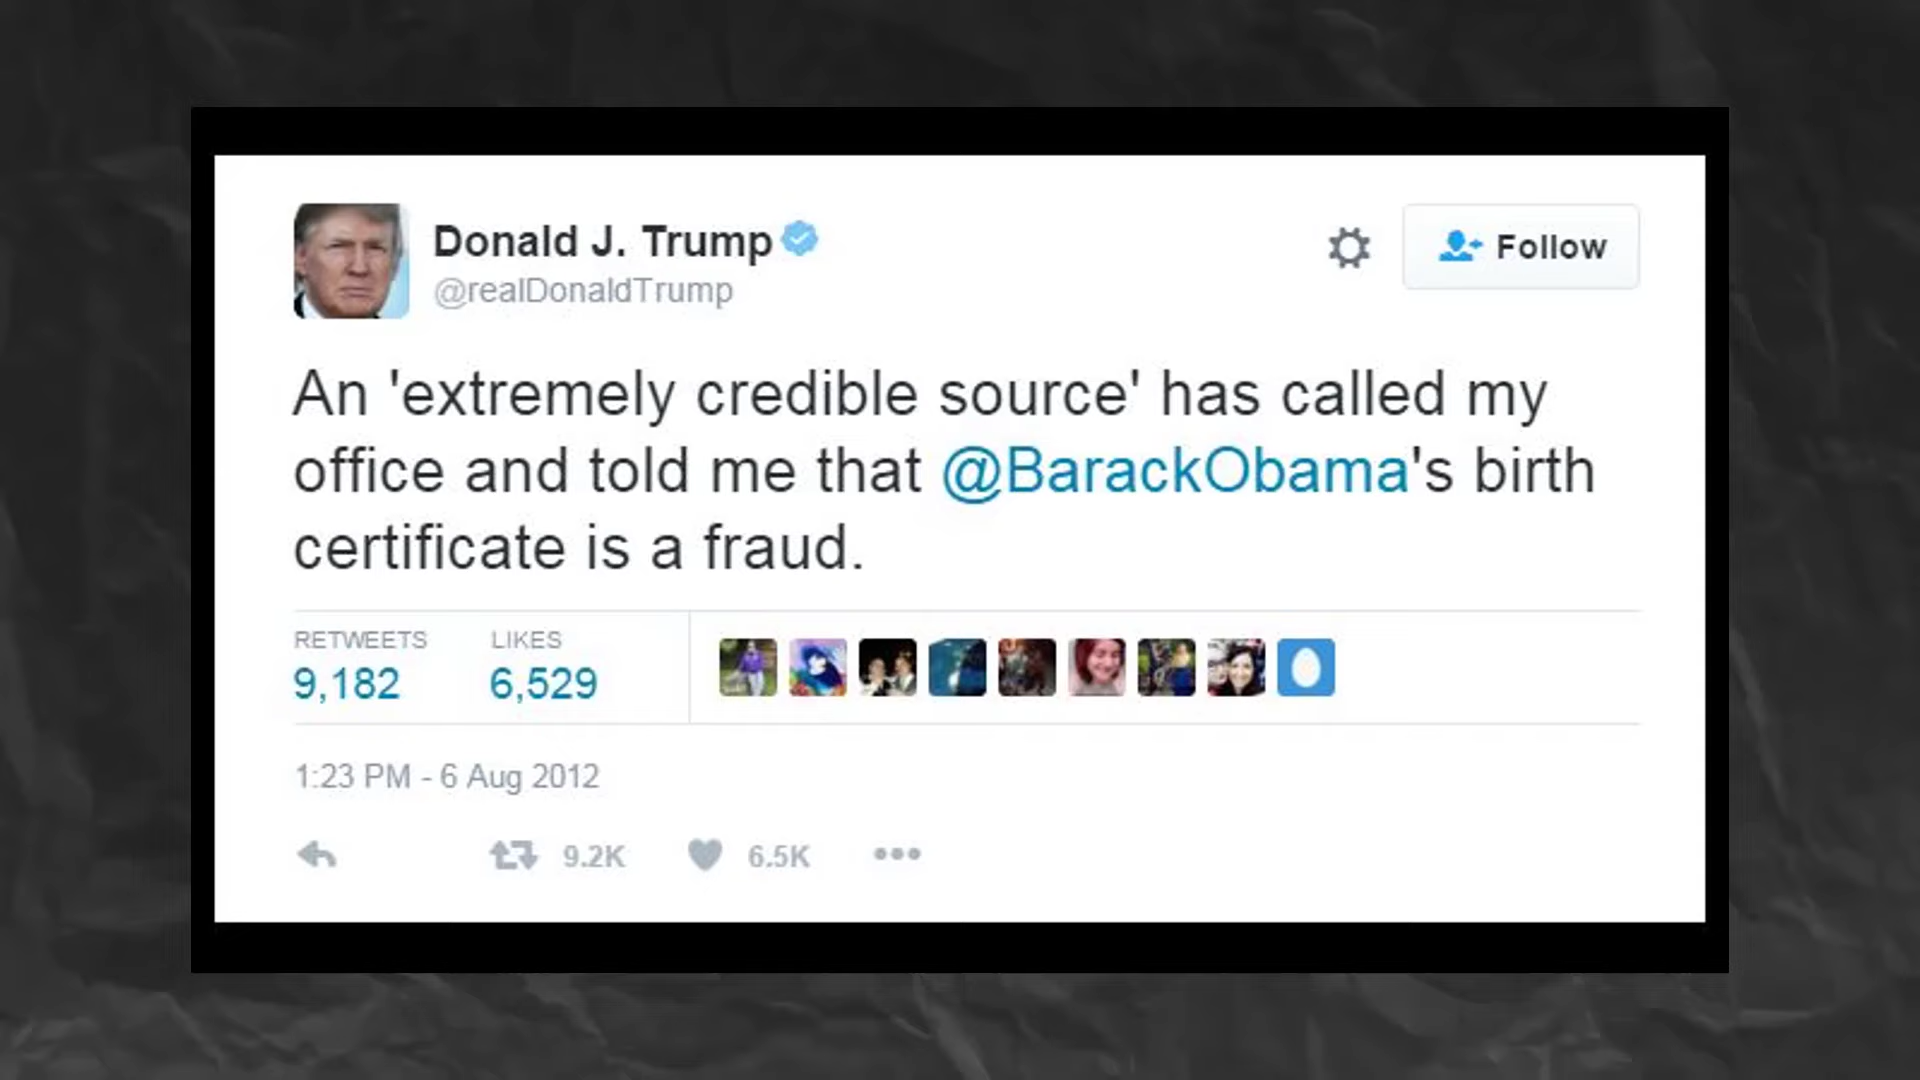 Donald J. Trump
@realDonaldTrump
Follow
An 'extremely credible source' has called my
office and told me that @BarackObama's birth
certificate is a fraud.
RETWEETS LIKES
9,182 6,529
1:23 PM - 6 Aug 2012
9.2K 6.5K